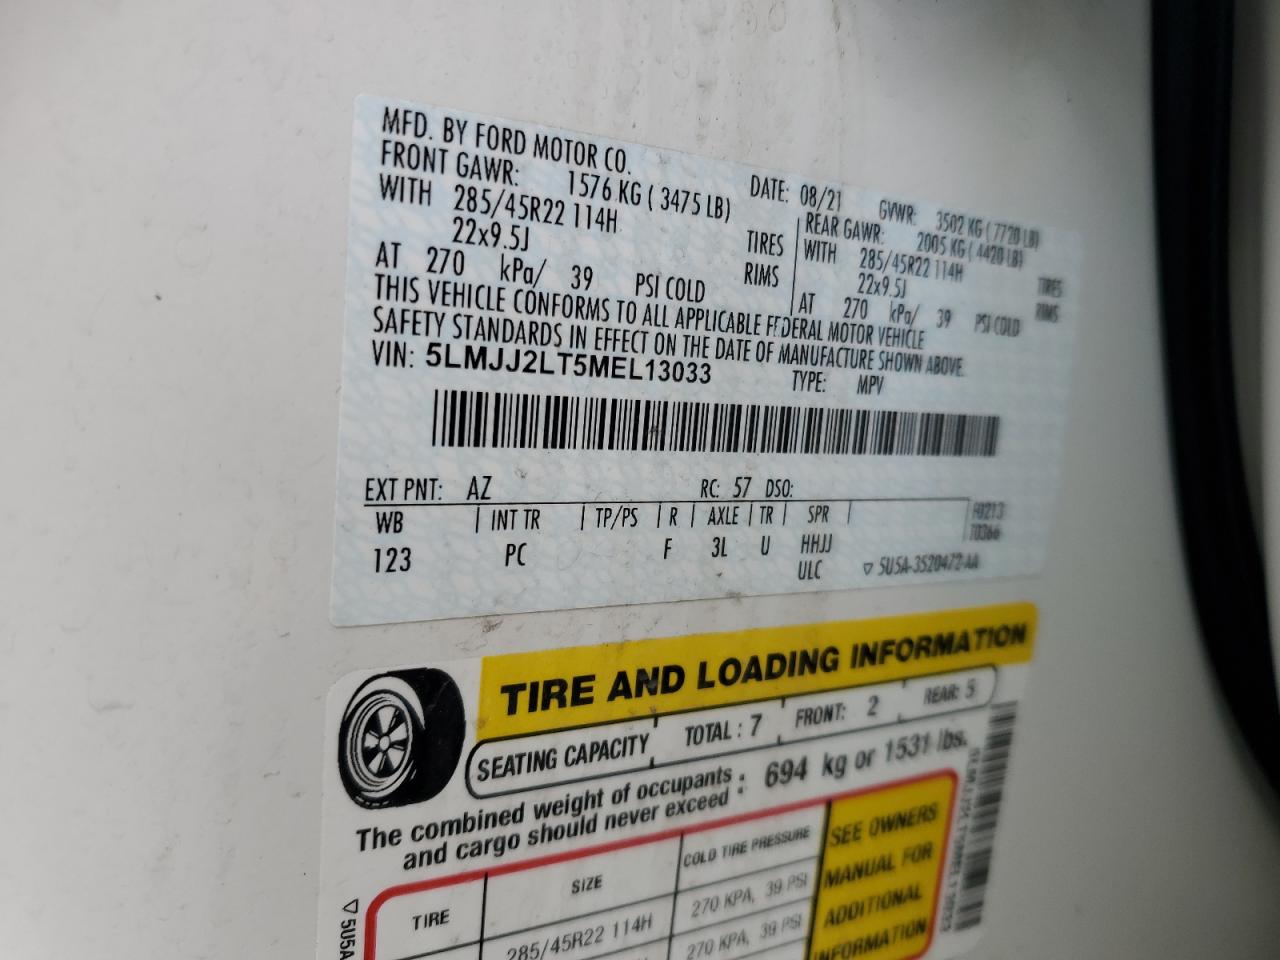 MFD. BY FORD MOTOR CO.
DATE: 08/21 GVWR: 3502 KG ( 7720 LB)
FRONT GAWR: 1576 KG ( 3475 LB)
WITH 285/45R22 114H TIRES
22x9.5J RIMS
AT 270 kPa/ 39 PSI COLD
REAR GAWR: 2005 KG ( 4420 LB)
WITH 285/45R22 114H TIRES
22x9.5J RIMS
AT 270 kPa/ 39 PSI COLD
THIS VEHICLE CONFORMS TO ALL APPLICABLE FEDERAL MOTOR VEHICLE
SAFETY STANDARDS IN EFFECT ON THE DATE OF MANUFACTURE SHOWN ABOVE.
VIN: 5LMJJ2LT5MEL13033 TYPE: MPV
EXT PNT: AZ RC: 57 DSO:
WB INT TR TP/PS R AXLE TR SPR F0213
T0366
123 PC F 3L U HHJJ
ULC ▽ 5U5A-3520472-AA
TIRE AND LOADING INFORMATION
SEATING CAPACITY TOTAL : 7 FRONT: 2 REAR: 5
The combined weight of occupants : 694 kg or 1531 lbs.
and cargo should never exceed :
TIRE SIZE COLD TIRE PRESSURE
285/45R22 114H 270 KPA, 39 PSI
270 KPA, 39 PSI
SEE OWNERS
MANUAL FOR
ADDITIONAL
INFORMATION
▽ 5U5A